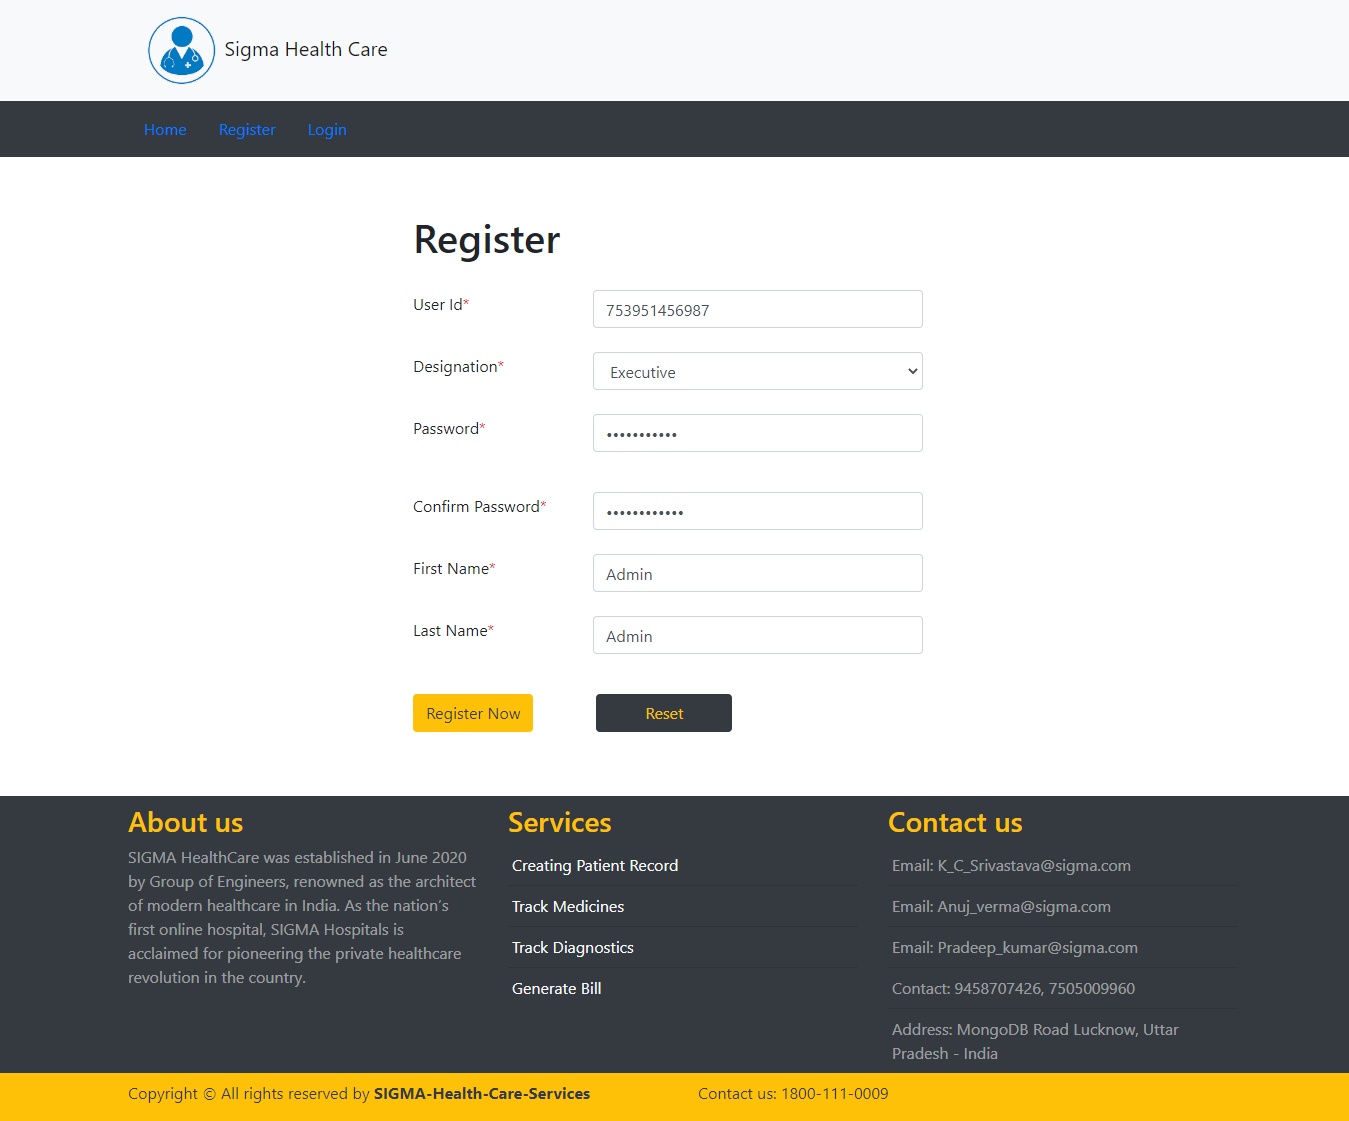 Sigma Health Care
Home Register Login
Register
User Id* 753951456987
Designation* Executive
Password* •••••••••••
Confirm Password* ••••••••••••
First Name* Admin
Last Name* Admin
Register Now Reset
About us
SIGMA HealthCare was established in June 2020
by Group of Engineers, renowned as the architect
of modern healthcare in India. As the nation’s
first online hospital, SIGMA Hospitals is
acclaimed for pioneering the private healthcare
revolution in the country.
Services
Creating Patient Record
Track Medicines
Track Diagnostics
Generate Bill
Contact us
Email: K_C_Srivastava@sigma.com
Email: Anuj_verma@sigma.com
Email: Pradeep_kumar@sigma.com
Contact: 9458707426, 7505009960
Address: MongoDB Road Lucknow, Uttar
Pradesh - India
Copyright © All rights reserved by SIGMA-Health-Care-Services
Contact us: 1800-111-0009